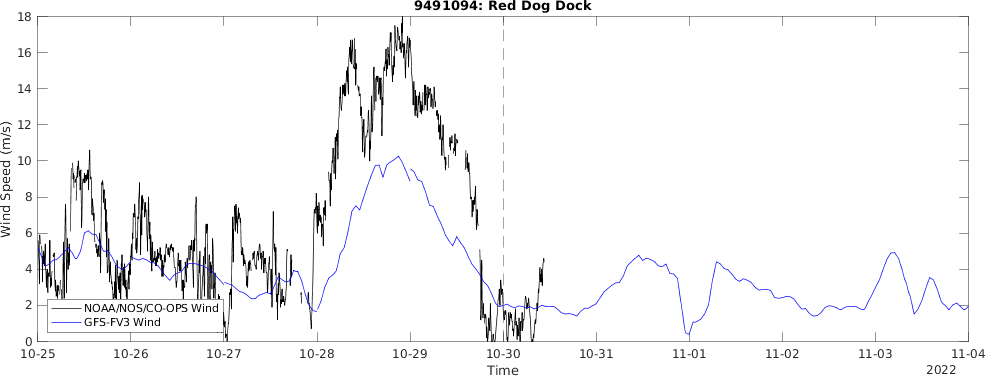 9491094: Red Dog Dock
Wind Speed (m/s)
18
16
14
12
10
8
6
4
2
0
NOAA/NOS/CO-OPS Wind
GFS-FV3 Wind
10-25 10-26 10-27 10-28 10-29 10-30 10-31 11-01 11-02 11-03 11-04
Time
2022